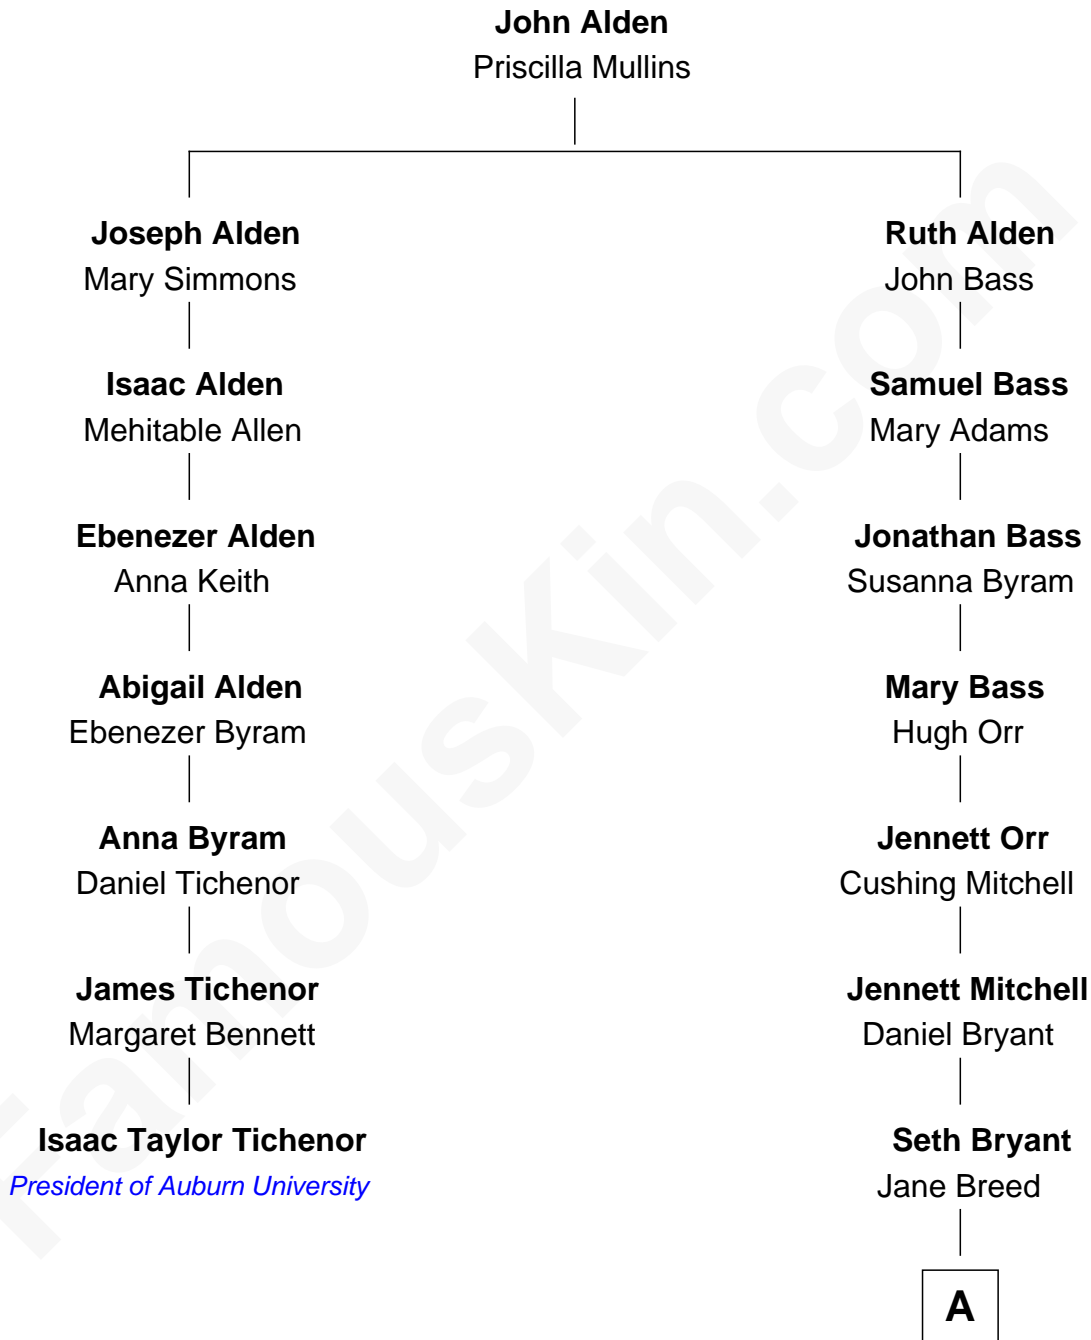 John Alden
Priscilla Mullins
Joseph Alden
Mary Simmons
Ruth Alden
John Bass
Isaac Alden
Mehitable Allen
Samuel Bass
Mary Adams
Ebenezer Alden
Anna Keith
Jonathan Bass
Susanna Byram
Abigail Alden
Ebenezer Byram
Mary Bass
Hugh Orr
Anna Byram
Daniel Tichenor
Jennett Orr
Cushing Mitchell
James Tichenor
Margaret Bennett
Jennett Mitchell
Daniel Bryant
Isaac Taylor Tichenor
President of Auburn University
Seth Bryant
Jane Breed
A
FamousKin.com